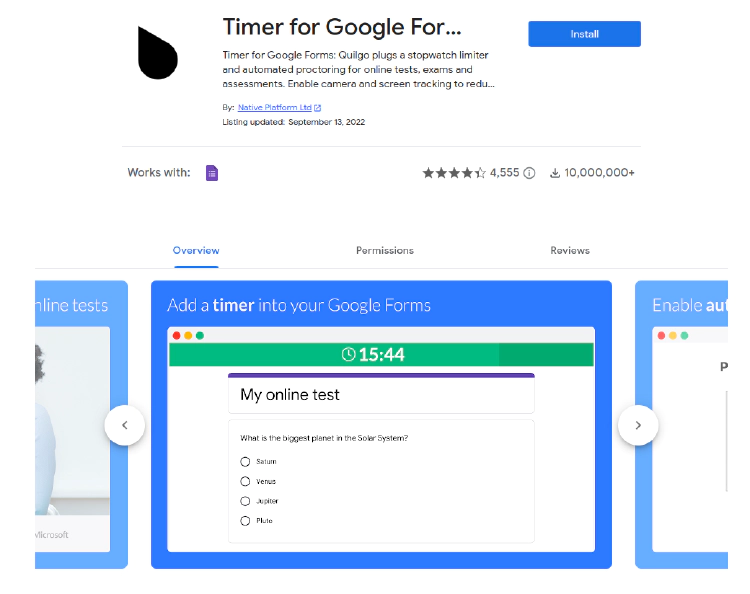 Timer for Google For...
Install
Timer for Google Forms: Quilgo plugs a stopwatch limiter
and automated proctoring for online tests, exams and
assessments. Enable camera and screen tracking to redu...
By: Native Platform Ltd
Listing updated: September 13, 2022
Works with:
4,555
10,000,000+
Overview
Permissions
Reviews
nline tests
Add a timer into your Google Forms
Enable aut
15:44
P
My online test
What is the biggest planet in the Solar System?
Saturn
Venus
Jupiter
Pluto
Microsoft